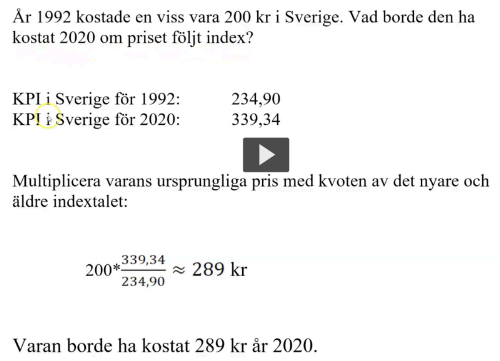 År 1992 kostade en viss vara 200 kr i Sverige. Vad borde den ha
kostat 2020 om priset följt index?
KPI i Sverige för 1992: 234,90
KPI i Sverige för 2020: 339,34
Multiplicera varans ursprungliga pris med kvoten av det nyare och
äldre indextalet:
200*339,34/234,90 ≈ 289 kr
Varan borde ha kostat 289 kr år 2020.